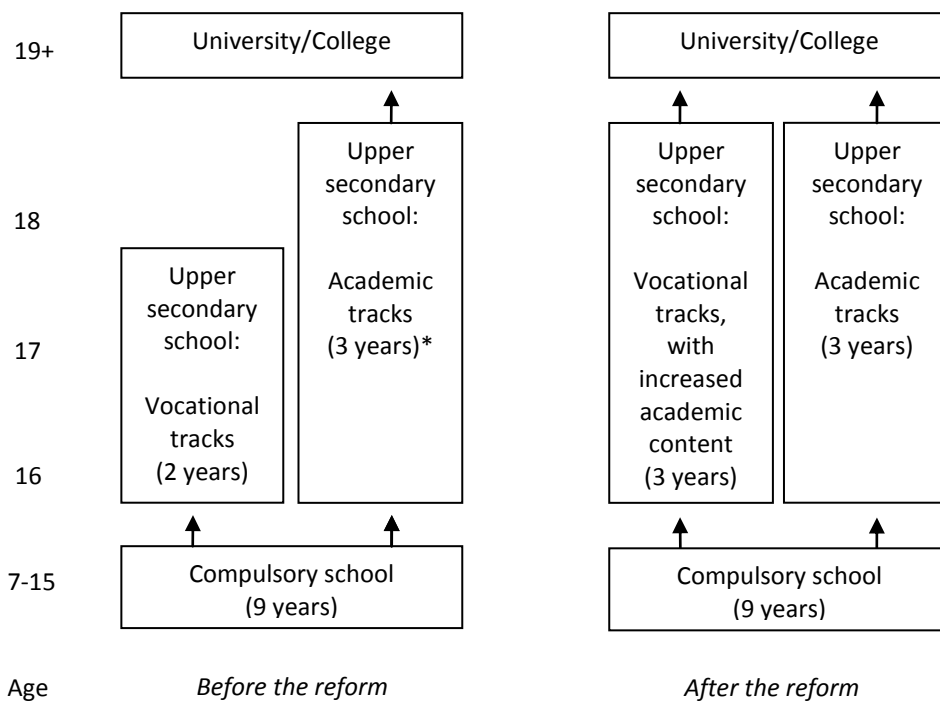 19+
University/College
University/College
18
17
16
Upper
secondary
school:
Vocational
tracks
(2 years)
Upper
secondary
school:
Academic
tracks
(3 years)*
Upper
secondary
school:
Vocational
tracks,
with
increased
academic
content
(3 years)
Upper
secondary
school:
Academic
tracks
(3 years)
7-15
Compulsory school
(9 years)
Compulsory school
(9 years)
Age
Before the reform
After the reform